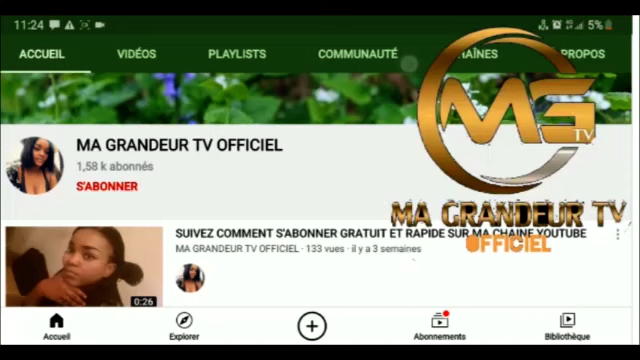 11:24 5%
ACCUEIL VIDÉOS PLAYLISTS COMMUNAUTÉ HAÎNES PROPOS
MG TV
MA GRANDEUR TV OFFICIEL
1,58 k abonnés
S'ABONNER
MA GRANDEUR TV
OFFICIEL
SUIVEZ COMMENT S'ABONNER GRATUIT ET RAPIDE SUR MA CHAINE YOUTUBE
MA GRANDEUR TV OFFICIEL · 133 vues · il y a 3 semaines
0:26
Accueil Explorer Abonnements Bibliothèque